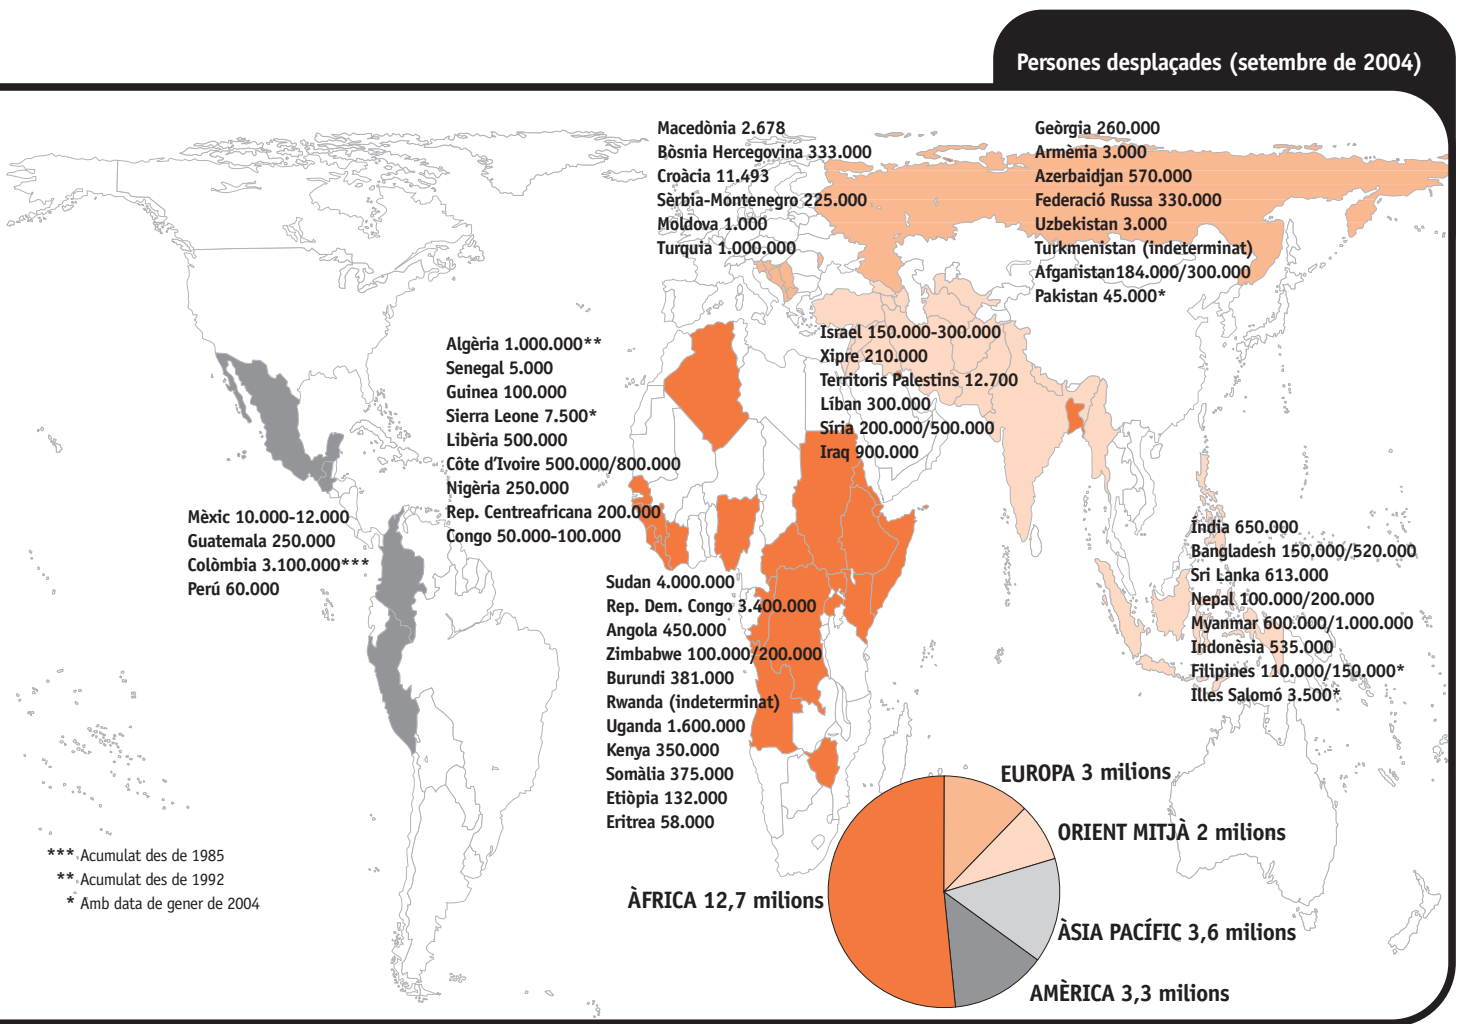 Persones desplaçades (setembre de 2004)
Macedònia 2.678
Bòsnia Hercegovina 333.000
Croàcia 11.493
Sèrbia-Montenegro 225.000
Moldova 1.000
Turquia 1.000.000
Geòrgia 260.000
Armènia 3.000
Azerbaidjan 570.000
Federació Russa 330.000
Uzbekistan 3.000
Turkmenistan (indeterminat)
Afganistan184.000/300.000
Pakistan 45.000*
Algèria 1.000.000**
Senegal 5.000
Guinea 100.000
Sierra Leone 7.500*
Libèria 500.000
Côte d'Ivoire 500.000/800.000
Nigèria 250.000
Rep. Centreafricana 200.000
Congo 50.000-100.000
Israel 150.000-300.000
Xipre 210.000
Territoris Palestins 12.700
Líban 300.000
Síria 200.000/500.000
Iraq 900.000
Mèxic 10.000-12.000
Guatemala 250.000
Colòmbia 3.100.000***
Perú 60.000
Sudan 4.000.000
Rep. Dem. Congo 3.400.000
Angola 450.000
Zimbabwe 100.000/200.000
Burundi 381.000
Rwanda (indeterminat)
Uganda 1.600.000
Kenya 350.000
Somàlia 375.000
Etiòpia 132.000
Eritrea 58.000
Índia 650.000
Bangladesh 150.000/520.000
Sri Lanka 613.000
Nepal 100.000/200.000
Myanmar 600.000/1.000.000
Indonèsia 535.000
Filipines 110.000/150.000*
Illes Salomó 3.500*
EUROPA 3 milions
ORIENT MITJÀ 2 milions
ÀFRICA 12,7 milions
ÀSIA PACÍFIC 3,6 milions
AMÈRICA 3,3 milions
*** Acumulat des de 1985
** Acumulat des de 1992
* Amb data de gener de 2004